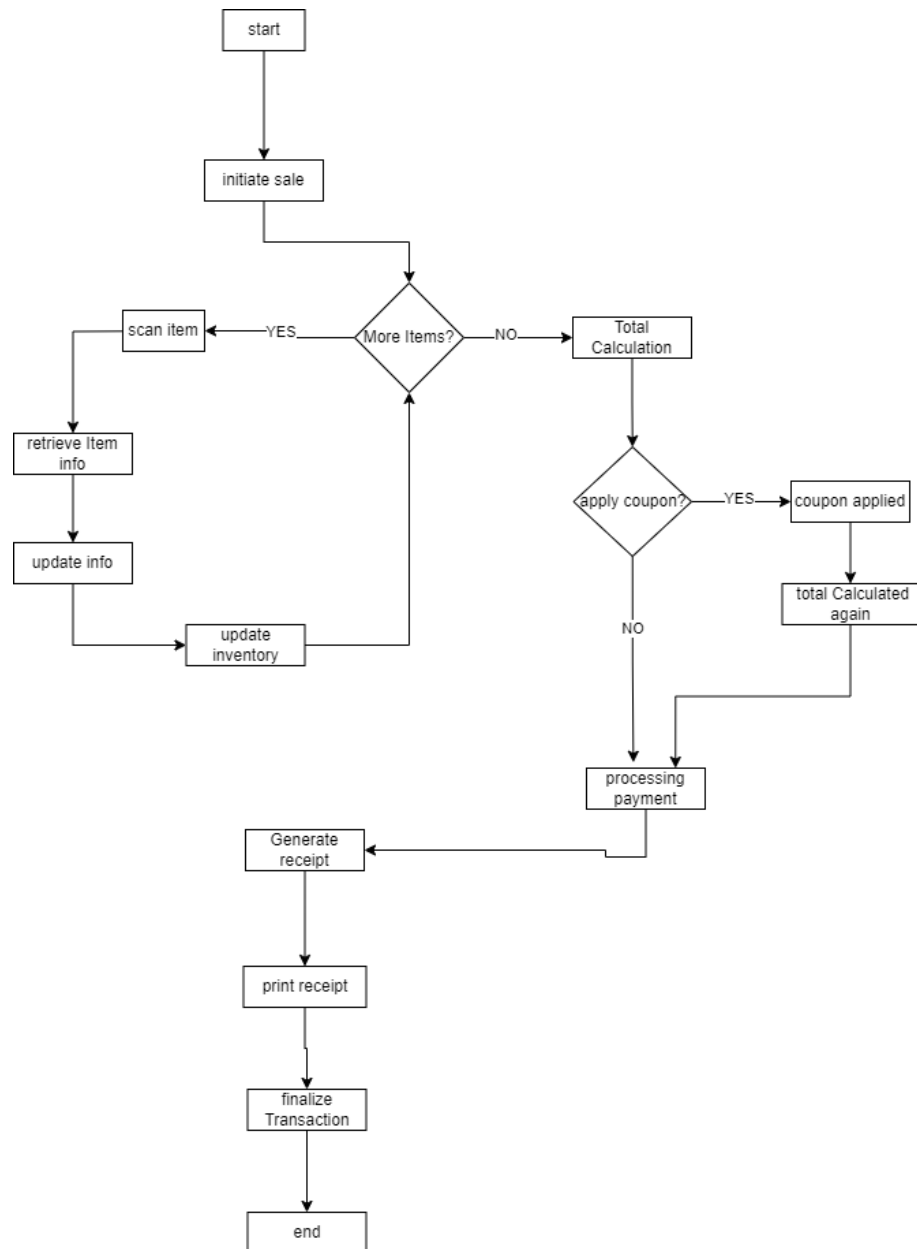 start
initiate sale
More Items?
YES
scan item
retrieve Item
info
update info
update
inventory
NO
Total
Calculation
apply coupon?
YES
coupon applied
total Calculated
again
NO
processing
payment
Generate
receipt
print receipt
finalize
Transaction
end